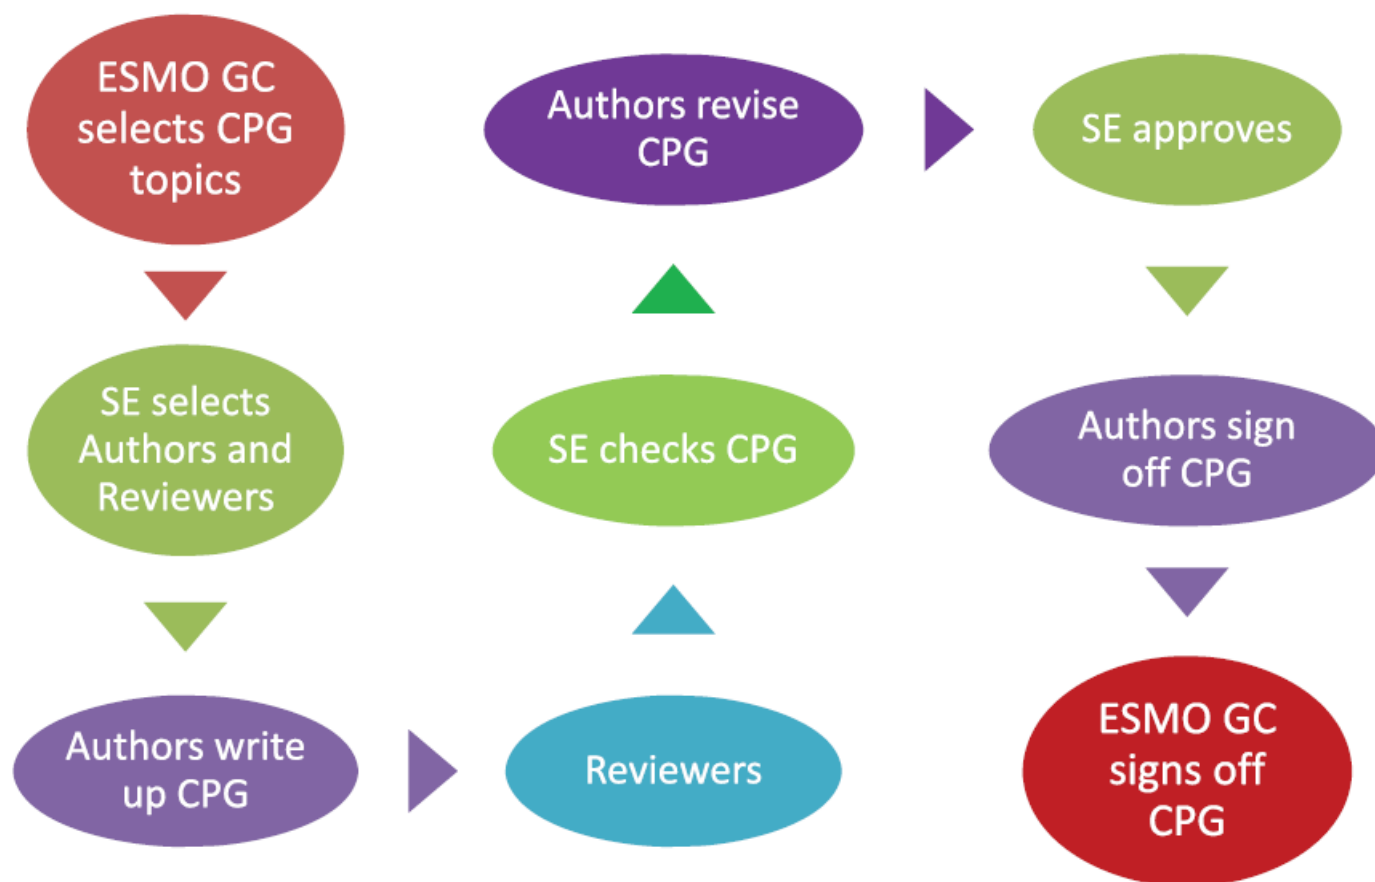 ESMO GC
selects CPG
topics
SE selects
Authors and
Reviewers
Authors write
up CPG
Reviewers
SE checks CPG
Authors revise
CPG
SE approves
Authors sign
off CPG
ESMO GC
signs off
CPG